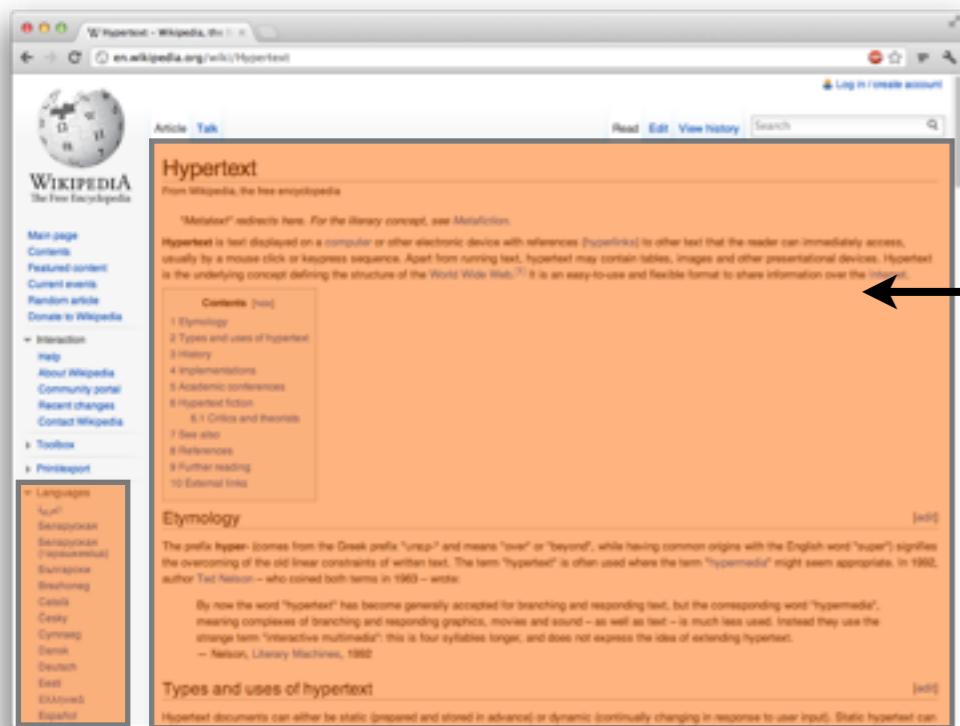 W Hypertext - Wikipedia, the
en.wikipedia.org/wiki/Hypertext
Log in / create account
Article Talk
Read Edit View history Search
WIKIPEDIA
The Free Encyclopedia
Main page
Contents
Featured content
Current events
Random article
Donate to Wikipedia
Interaction
Help
About Wikipedia
Community portal
Recent changes
Contact Wikipedia
Toolbox
Print/export
Languages
العربية
Беларуская
Беларуская
(тарашкевіца)
Български
Brezhoneg
Català
Česky
Cymraeg
Dansk
Deutsch
Eesti
Ελληνικά
Español
Hypertext
From Wikipedia, the free encyclopedia
"Metatext" redirects here. For the literary concept, see Metafiction.
Hypertext is text displayed on a computer or other electronic device with references (hyperlinks) to other text that the reader can immediately access,
usually by a mouse click or keypress sequence. Apart from running text, hypertext may contain tables, images and other presentational devices. Hypertext
is the underlying concept defining the structure of the World Wide Web.[1] It is an easy-to-use and flexible format to share information over the Internet.
Contents [hide]
1 Etymology
2 Types and uses of hypertext
3 History
4 Implementations
5 Academic conferences
6 Hypertext fiction
6.1 Critics and theorists
7 See also
8 References
9 Further reading
10 External links
Etymology [edit]
The prefix hyper- (comes from the Greek prefix "υπερ-" and means "over" or "beyond", while having common origins with the English word "super") signifies
the overcoming of the old linear constraints of written text. The term "hypertext" is often used where the term "hypermedia" might seem appropriate. In 1992,
author Ted Nelson – who coined both terms in 1963 – wrote:
By now the word "hypertext" has become generally accepted for branching and responding text, but the corresponding word "hypermedia",
meaning complexes of branching and responding graphics, movies and sound – as well as text – is much less used. Instead they use the
strange term "interactive multimedia": this is four syllables longer, and does not express the idea of extending hypertext.
— Nelson, Literary Machines, 1992
Types and uses of hypertext [edit]
Hypertext documents can either be static (prepared and stored in advance) or dynamic (continually changing in response to user input). Static hypertext can